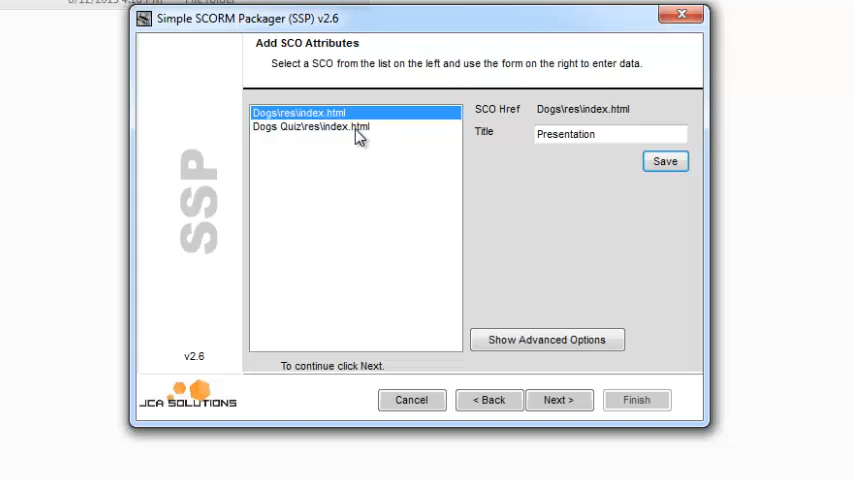 Simple SCORM Packager (SSP) v2.6
Add SCO Attributes
Select a SCO from the list on the left and use the form on the right to enter data.
Dogs\res\index.html
Dogs Quiz\res\index.html
SCO Href
Dogs\res\index.html
Title
Presentation
Save
SSP
Show Advanced Options
v2.6
To continue click Next.
JCA SOLUTIONS
Cancel
< Back
Next >
Finish